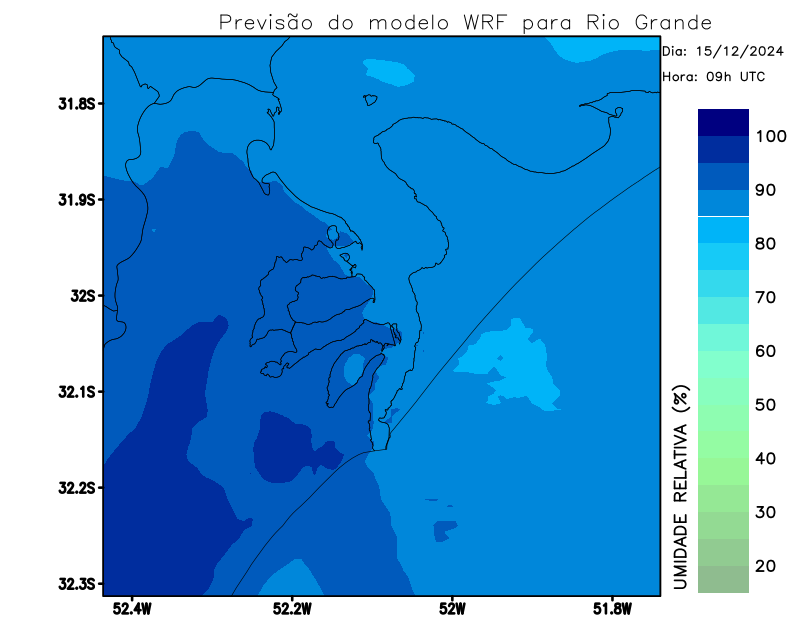 Previsão do modelo WRF para Rio Grande
Dia: 15/12/2024
Hora: 09h UTC
31.8S
31.9S
32S
32.1S
32.2S
32.3S
52.4W
52.2W
52W
51.8W
100
90
80
70
60
50
40
30
20
UMIDADE RELATIVA (%)